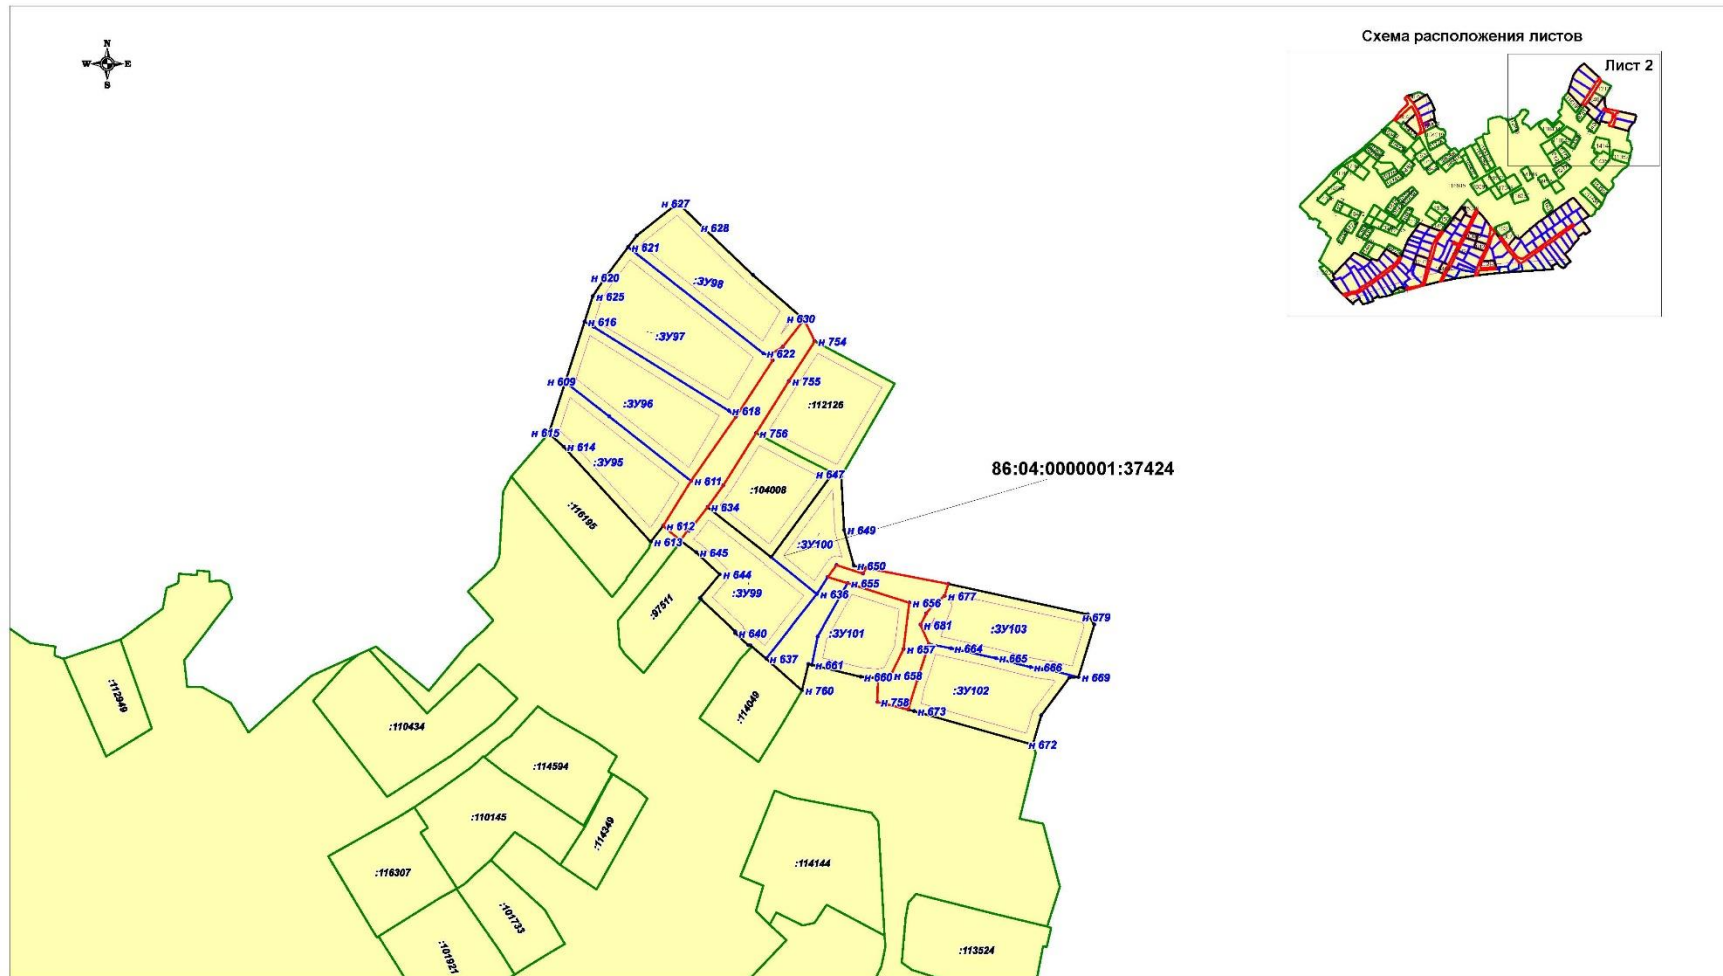 Схема расположения листов
Лист 2
N
W E
S
н 627
н 628
н 621
:ЗУ98
н 620
н 625
н 616
н 630
:ЗУ97
н 754
н 622
н 755
н 609
:ЗУ96
:112126
н 618
н 615
н 756
н 614
:ЗУ95
86:04:0000001:37424
н 647
н 611
:104008
н 634
:116195
н 612
н 649
н 613
:ЗУ100
н 645
н 650
н 644
н 655
:ЗУ99
н 636
н 677
:97511
н 656
н 679
н 681
:ЗУ103
н 640
:ЗУ101
н 657
н 664
н 637
н 665
н 661
н 666
н 660
н 658
н 669
:112949
н 760
:ЗУ102
н 758
:114049
н 673
:110434
н 672
:114594
:110145
:114349
:114144
:116307
:101733
:113524
:101921